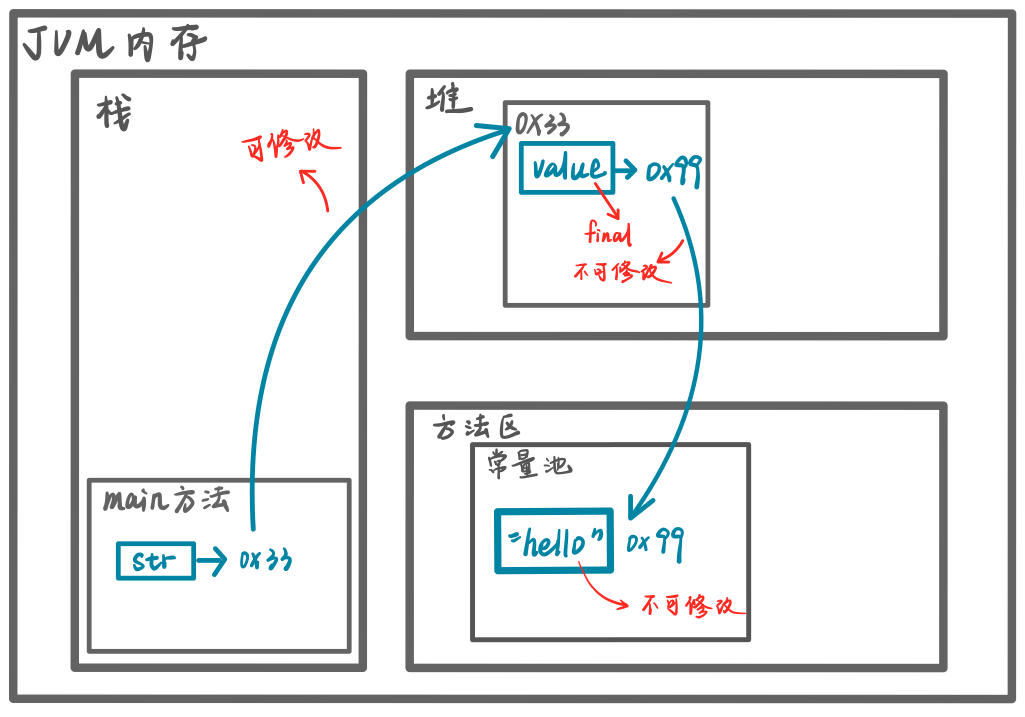 JVM内存
栈
可修改
main方法
str
0x33
堆
0X33
value
0x99
final
不可修改
方法区
常量池
"hello"
0x99
不可修改